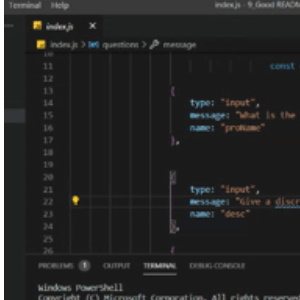 Terminal Help
index.js - 9_Good READ
index.js
index.js > questions > message
11 const
12
13 {
14 type: "input",
15 message: "What is the
16 name: "proName"
17 },
18
19
20 {
21 type: "input",
22 message: "Give a discr
23 name: "desc"
24 },
25
26 {
PROBLEMS 1 OUTPUT TERMINAL DEBUG CONSOLE
Windows PowerShell
Copyright (C) Microsoft Corporation. All rights reserve